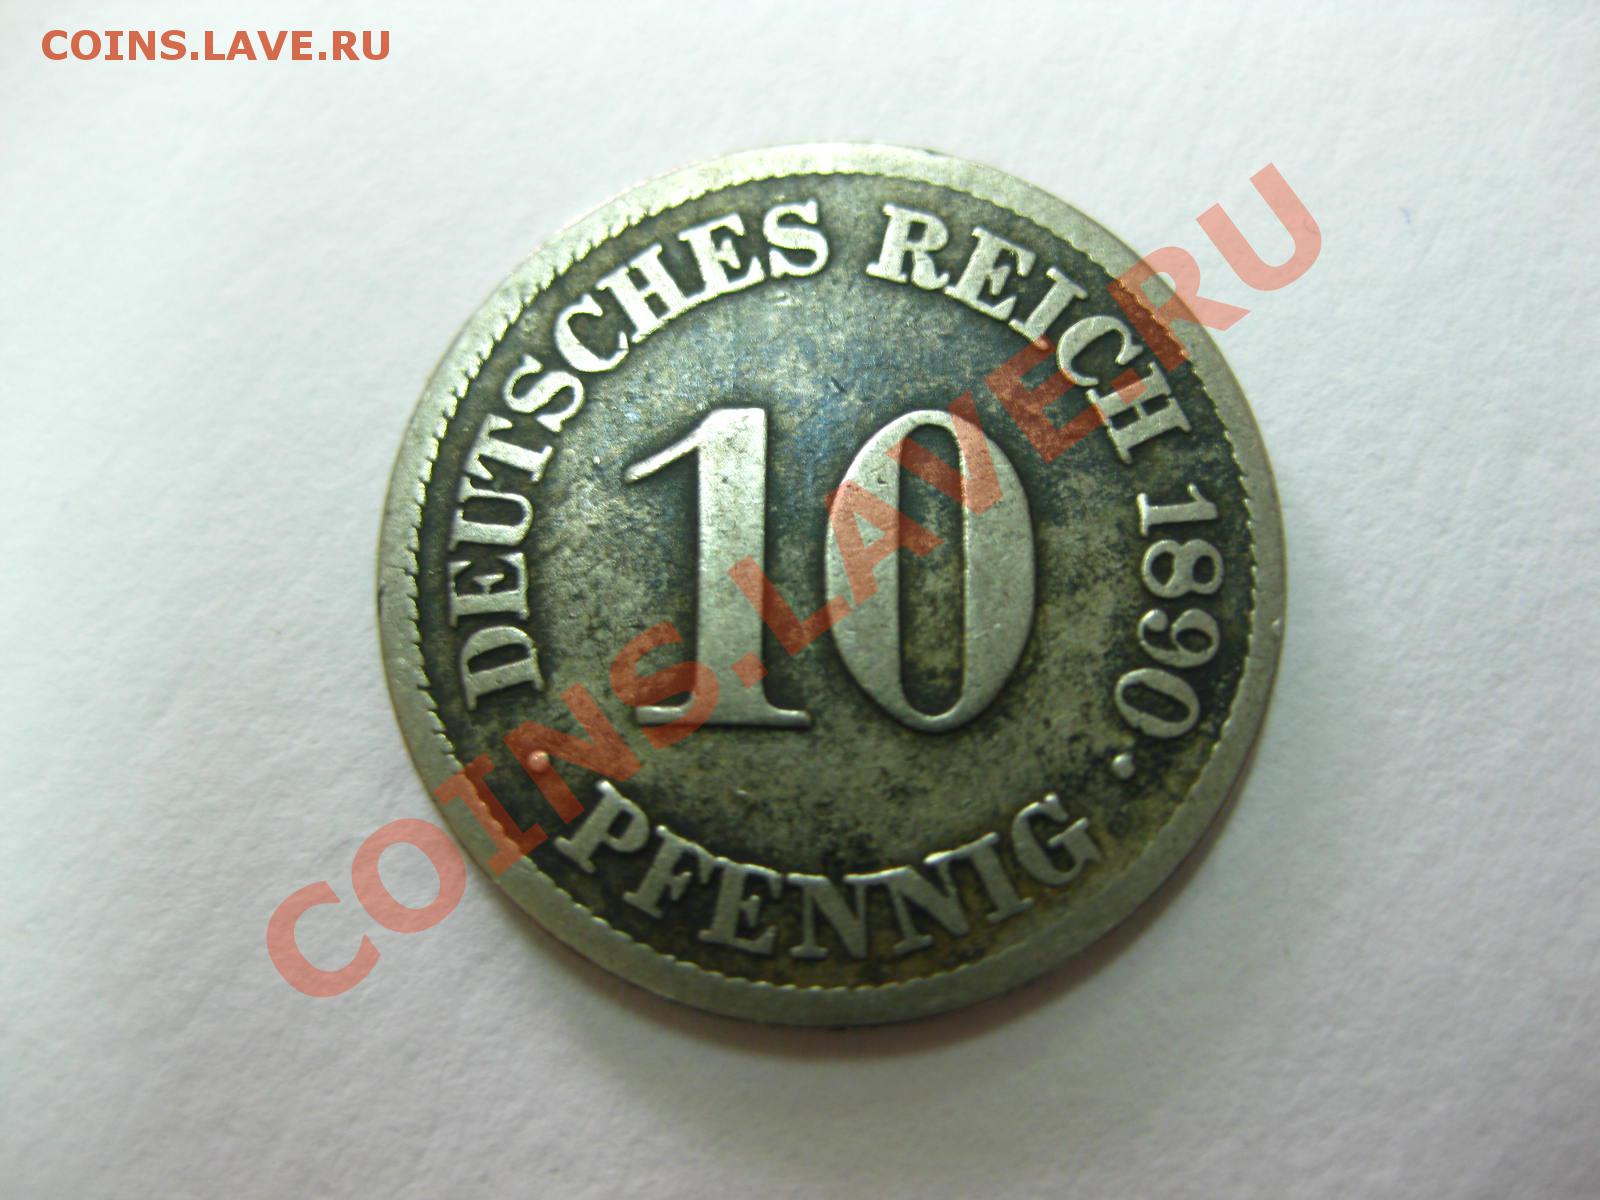 COINS.LAVE.RU
DEUTSCHES REICH 1890.
10
. PFENNIG
COINS.LAVE.RU